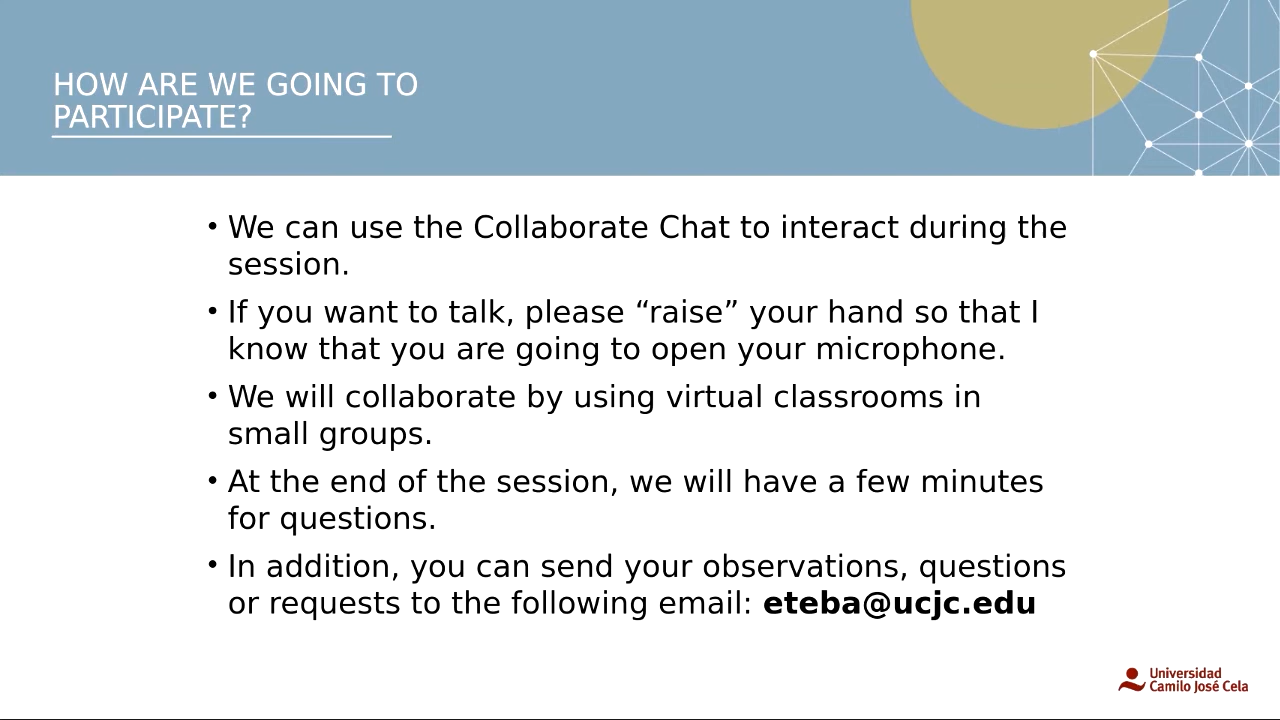 HOW ARE WE GOING TO
PARTICIPATE?
• We can use the Collaborate Chat to interact during the
session.
• If you want to talk, please “raise” your hand so that I
know that you are going to open your microphone.
• We will collaborate by using virtual classrooms in
small groups.
• At the end of the session, we will have a few minutes
for questions.
• In addition, you can send your observations, questions
or requests to the following email: eteba@ucjc.edu
Universidad
Camilo José Cela